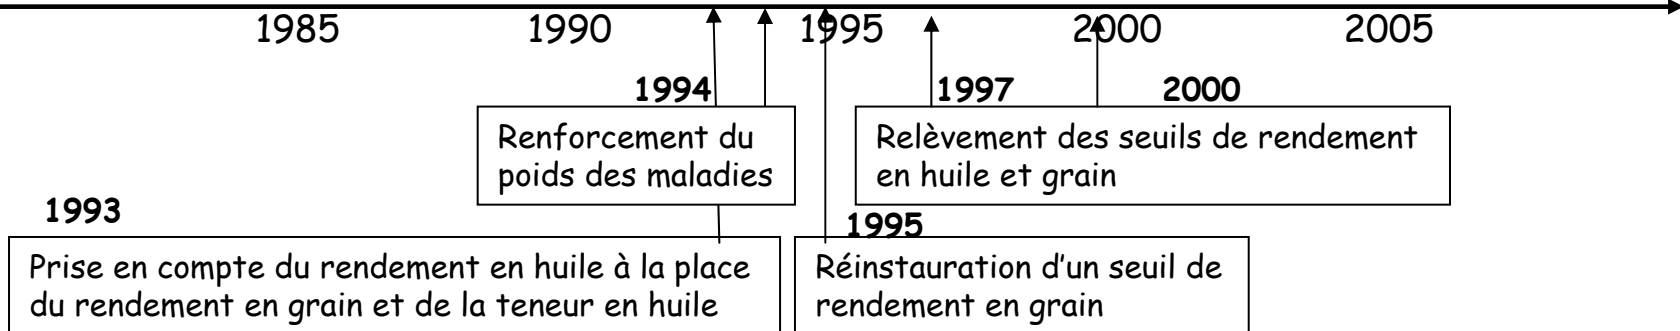 1985 1990 1995 2000 2005
1994 1997 2000
Renforcement du
poids des maladies
Relèvement des seuils de rendement
en huile et grain
1993
1995
Prise en compte du rendement en huile à la place
du rendement en grain et de la teneur en huile
Réinstauration d'un seuil de
rendement en grain